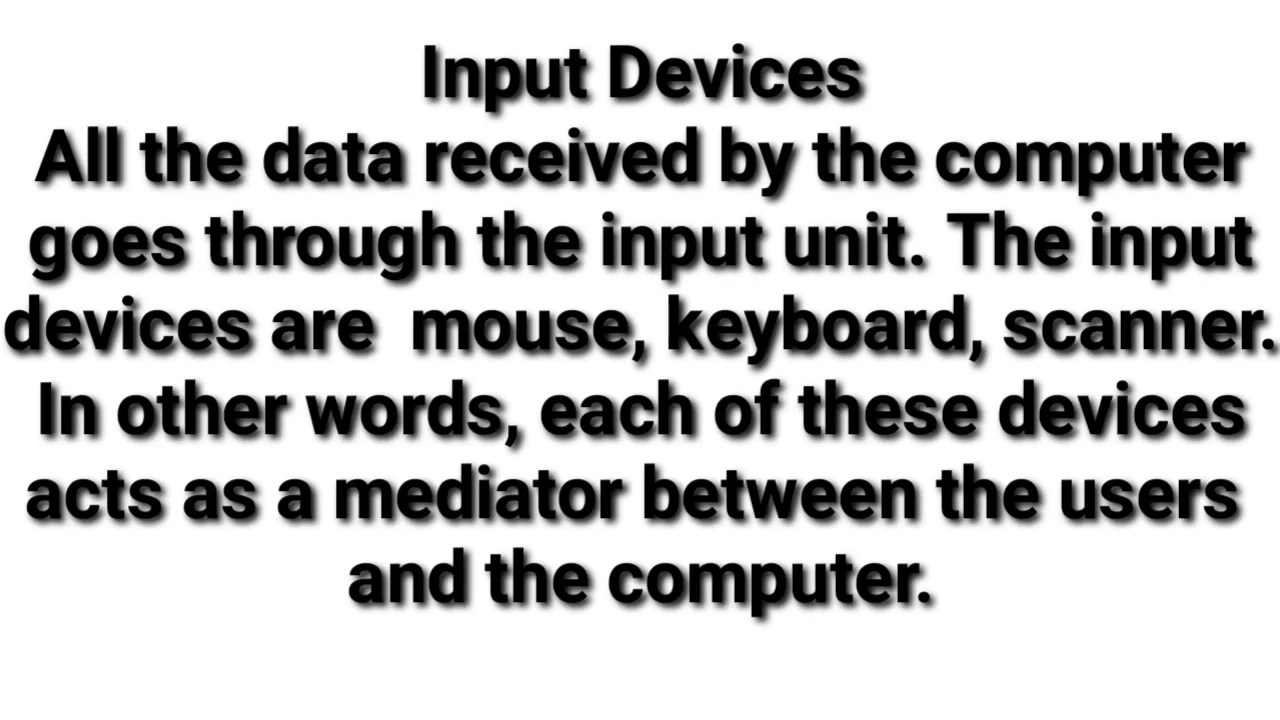 Input Devices
All the data received by the computer
goes through the input unit. The input
devices are  mouse, keyboard, scanner.
In other words, each of these devices
acts as a mediator between the users
and the computer.